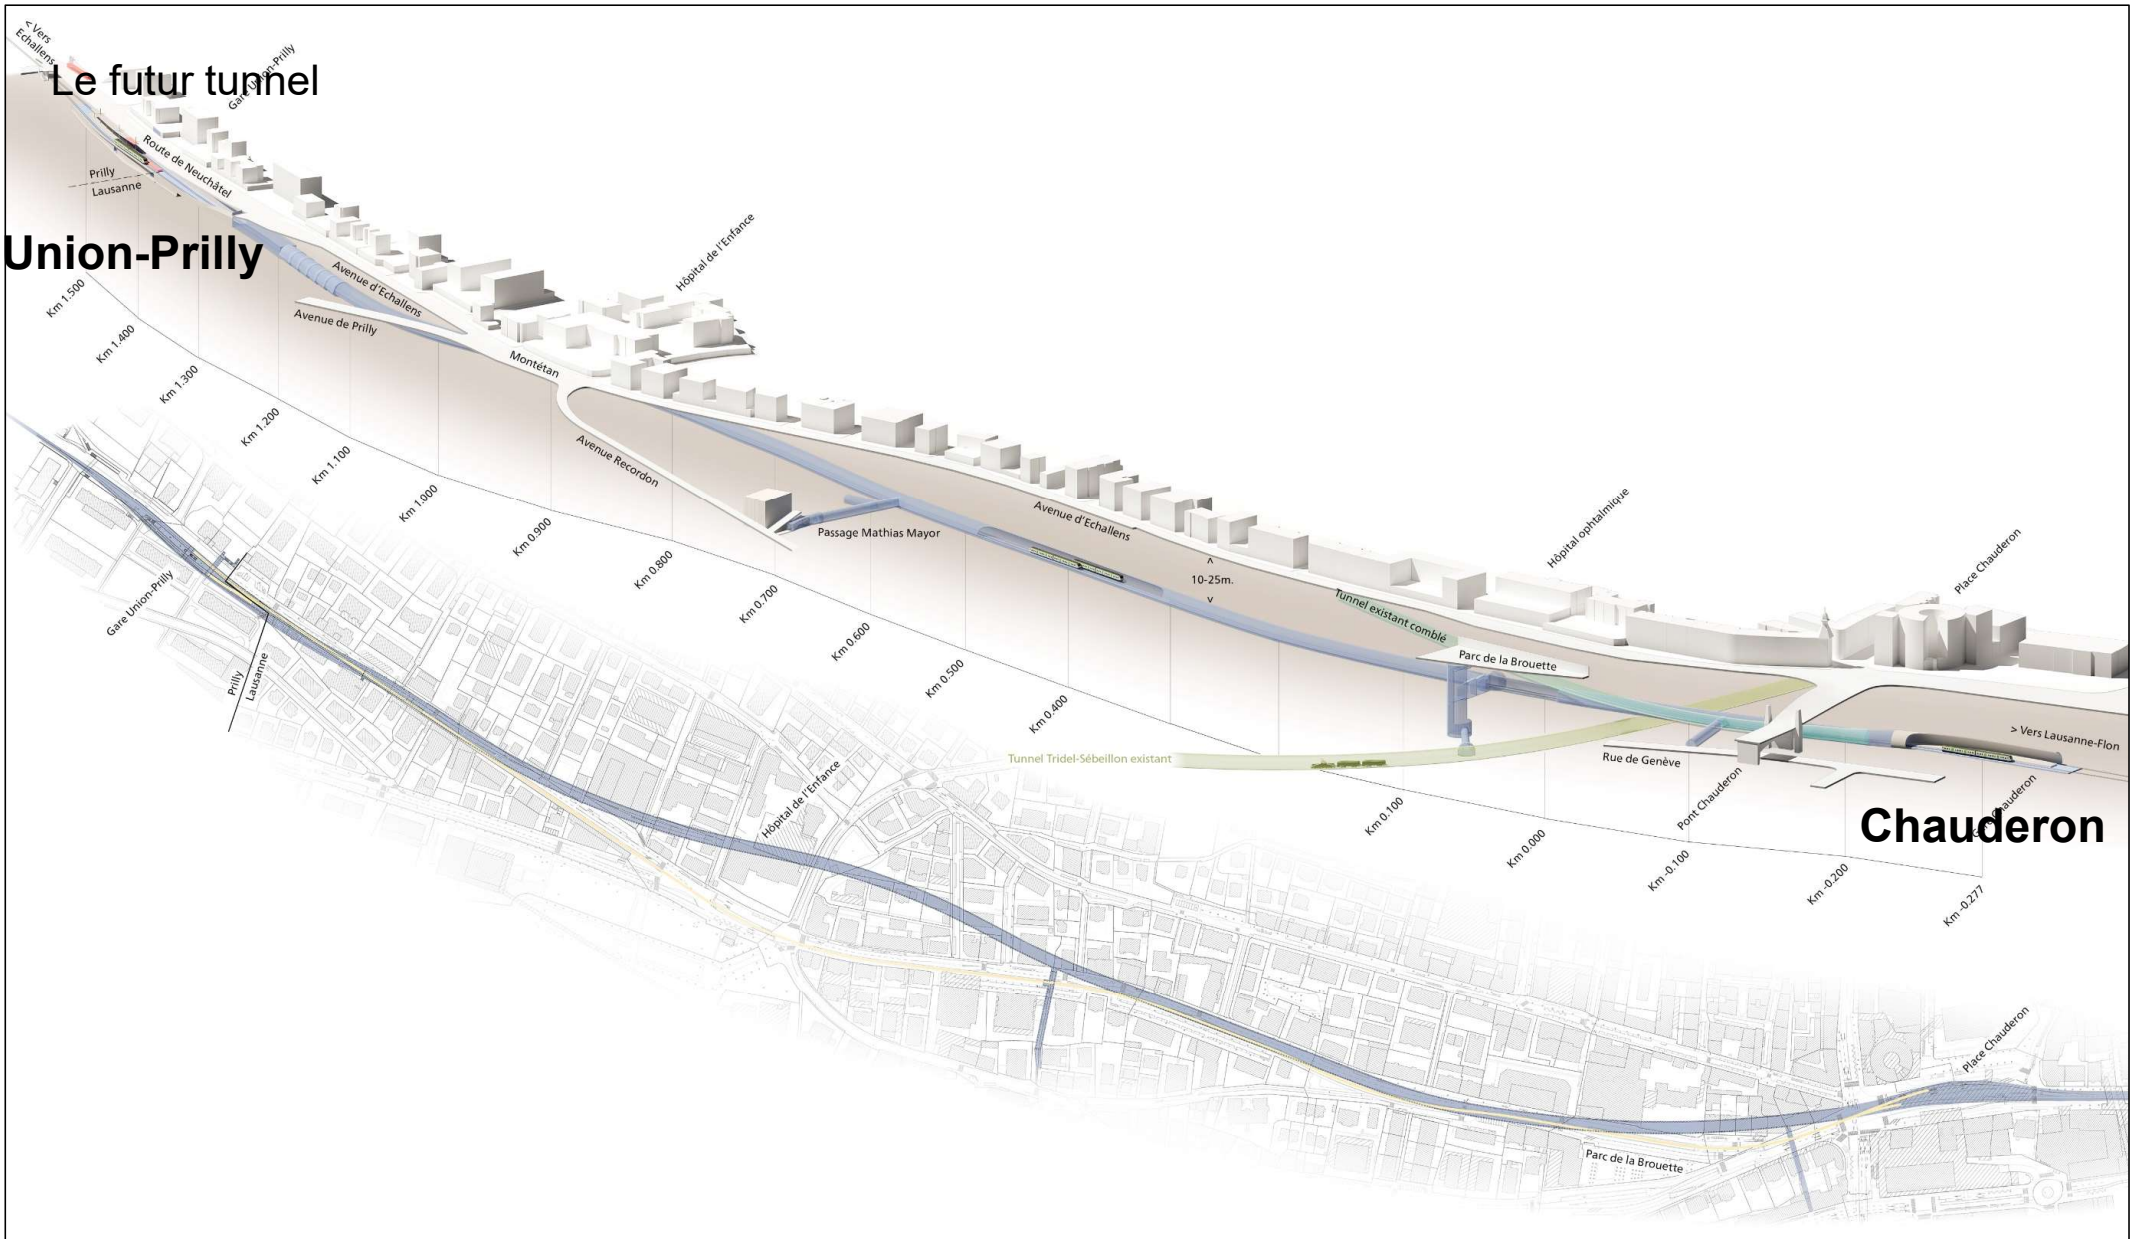 < Vers
Echallens
Le futur tunnel
Gare Union-Prilly
Route de Neuchâtel
Prilly
Lausanne
Union-Prilly
Avenue d'Echallens
Avenue de Prilly
Hôpital de l'Enfance
Montétan
Avenue Recordon
Passage Mathias Mayor
Avenue d'Echallens
<
10-25m.
v
Hôpital ophtalmique
Place Chauderon
Tunnel existant comblé
Parc de la Brouette
> Vers Lausanne-Flon
Tunnel Tridel-Sébeillon existant
Rue de Genève
Pont Chauderon
Gare Chauderon
Chauderon
Km 1.500
Km 1.400
Km 1.300
Km 1.200
Km 1.100
Km 1.000
Km 0.900
Km 0.800
Km 0.700
Km 0.600
Km 0.500
Km 0.400
Km 0.100
Km 0.000
Km -0.100
Km -0.200
Km -0.277
Gare Union-Prilly
Prilly
Lausanne
Hôpital de l'Enfance
Place Chauderon
Parc de la Brouette